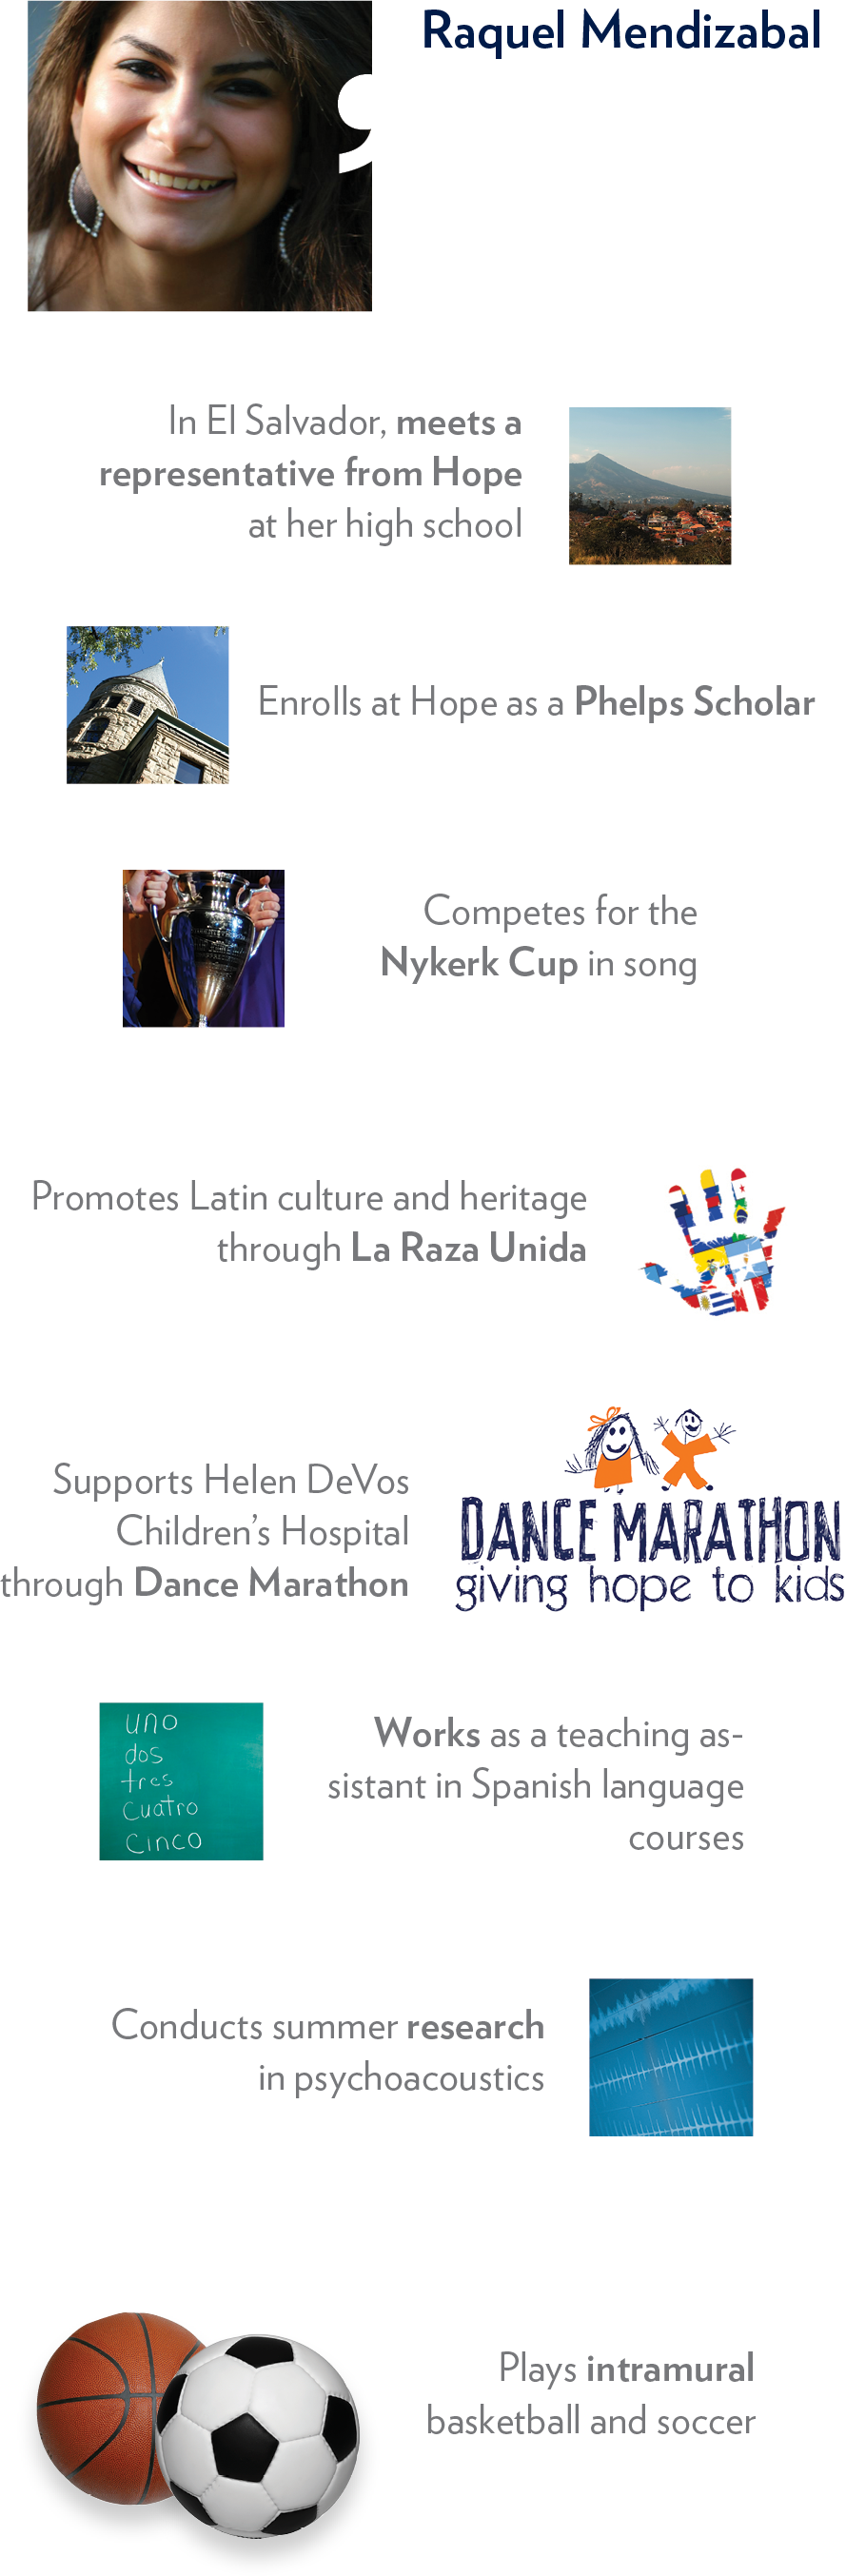 Raquel Mendizabal
In El Salvador, meets a
representative from Hope
at her high school
Enrolls at Hope as a Phelps Scholar
Competes for the
Nykerk Cup in song
Promotes Latin culture and heritage
through La Raza Unida
Supports Helen DeVos
Children’s Hospital
through Dance Marathon
DANCE MARATHON
giving hope to kids
uno
dos
tres
cuatro
cinco
Works as a teaching as-
sistant in Spanish language
courses
Conducts summer research
in psychoacoustics
Plays intramural
basketball and soccer